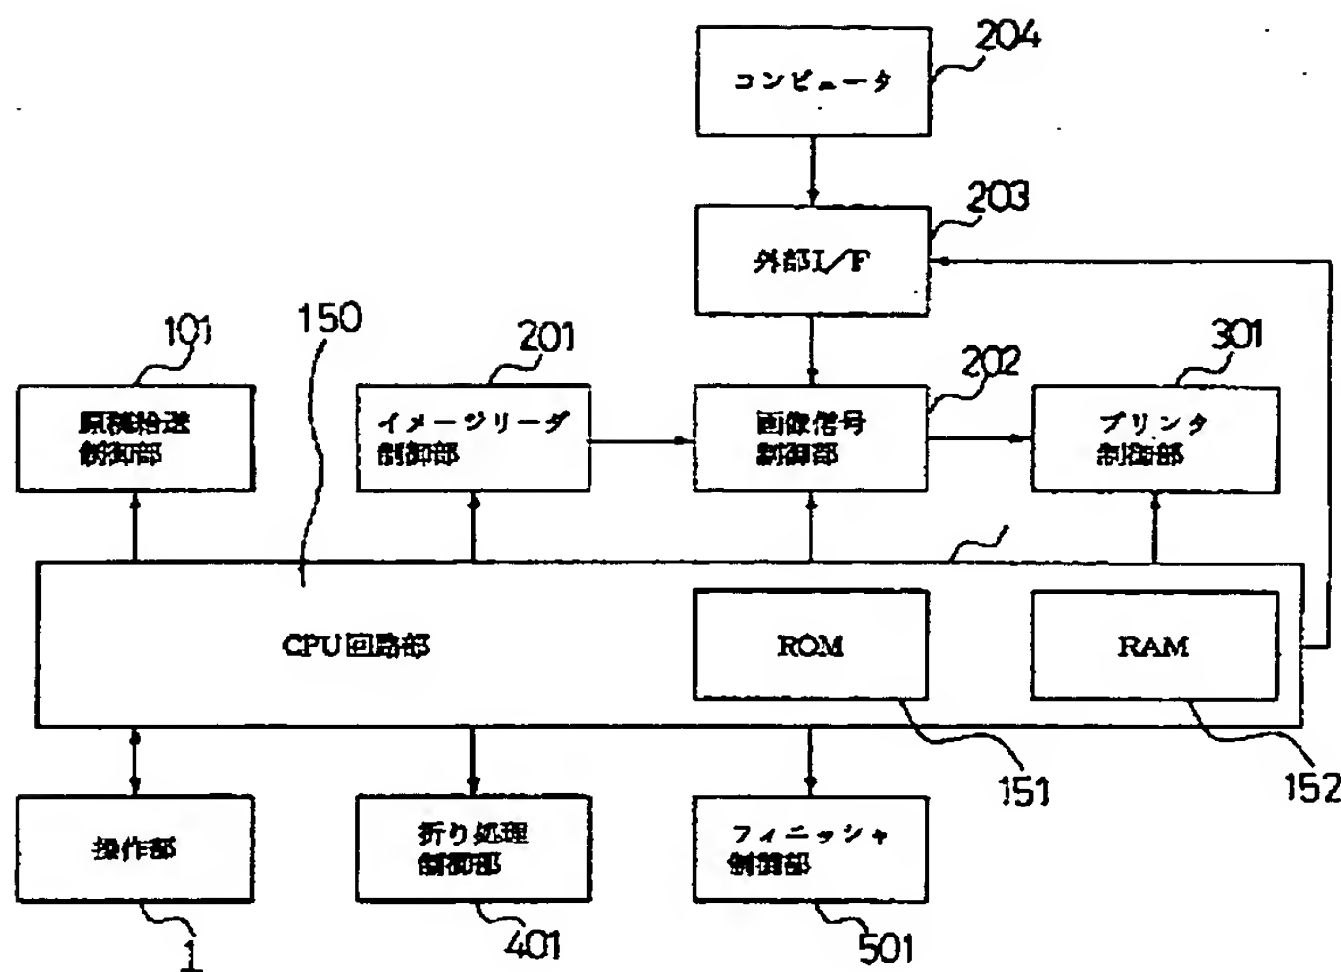 204
コンピュータ
203
外部I/F
101
150
201
202
301
原稿給送
制御部
イメージリーダ
制御部
画像信号
制御部
プリンタ
制御部
CPU回路部
ROM
RAM
151
152
操作部
折り処理
制御部
フィニッシャ
制御部
1
401
501